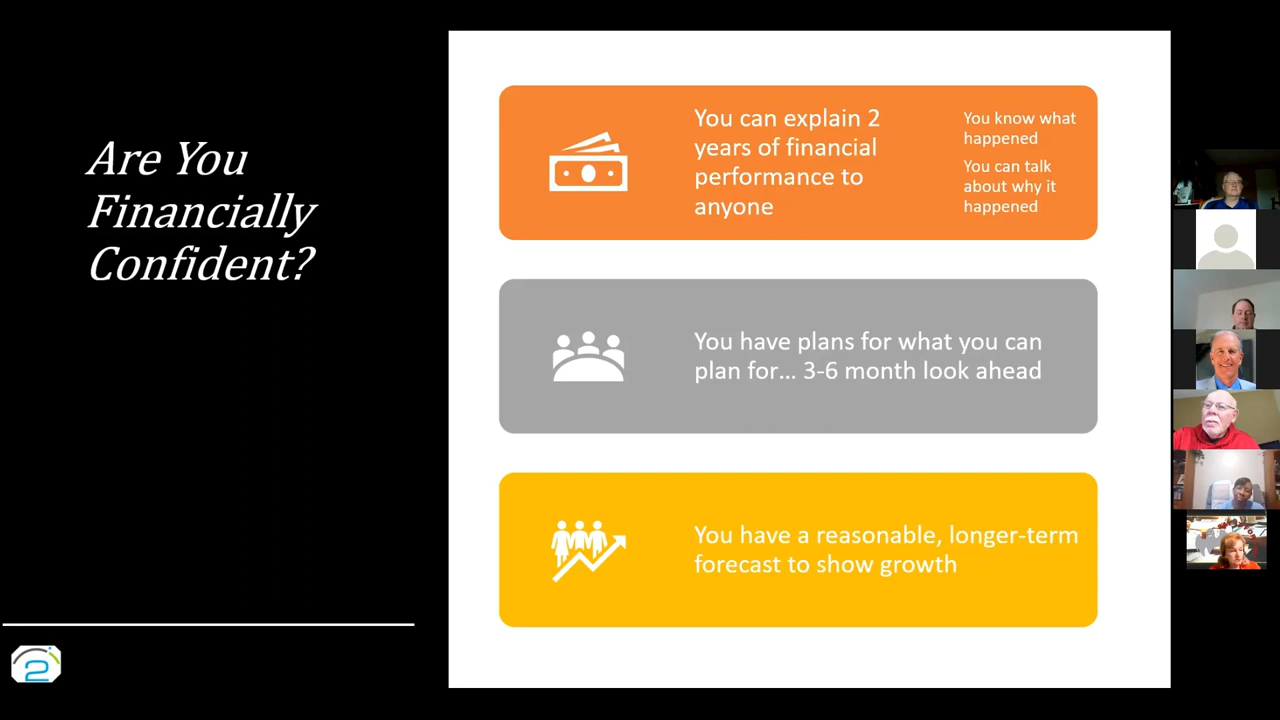 Are You
Financially
Confident?
You can explain 2
years of financial
performance to
anyone
You know what
happened
You can talk
about why it
happened
You have plans for what you can
plan for... 3-6 month look ahead
You have a reasonable, longer-term
forecast to show growth
2